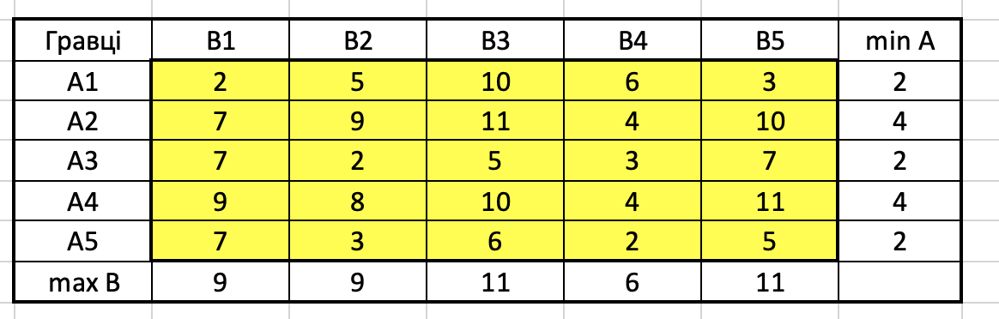 Гравці B1 B2 B3 B4 B5 min A
A1 2 5 10 6 3 2
A2 7 9 11 4 10 4
A3 7 2 5 3 7 2
A4 9 8 10 4 11 4
A5 7 3 6 2 5 2
max B 9 9 11 6 11